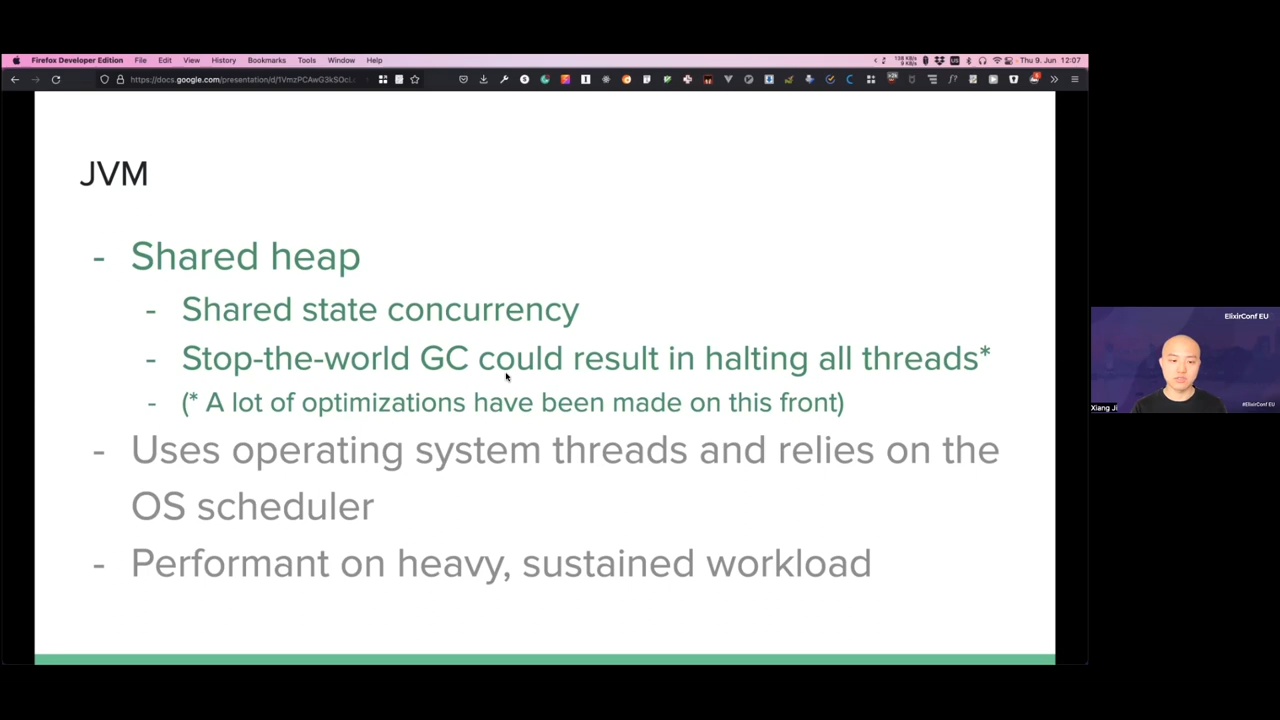 Firefox Developer Edition File Edit View History Bookmarks Tools Window Help
Thu 9. Jun 12:07
https://docs.google.com/presentation/d/1VmzPCAwG3kSOcL
JVM
- Shared heap
- Shared state concurrency
- Stop-the-world GC could result in halting all threads*
- (* A lot of optimizations have been made on this front)
- Uses operating system threads and relies on the
OS scheduler
- Performant on heavy, sustained workload
ElixirConf EU
Xiang Ji
#ElixirConf EU